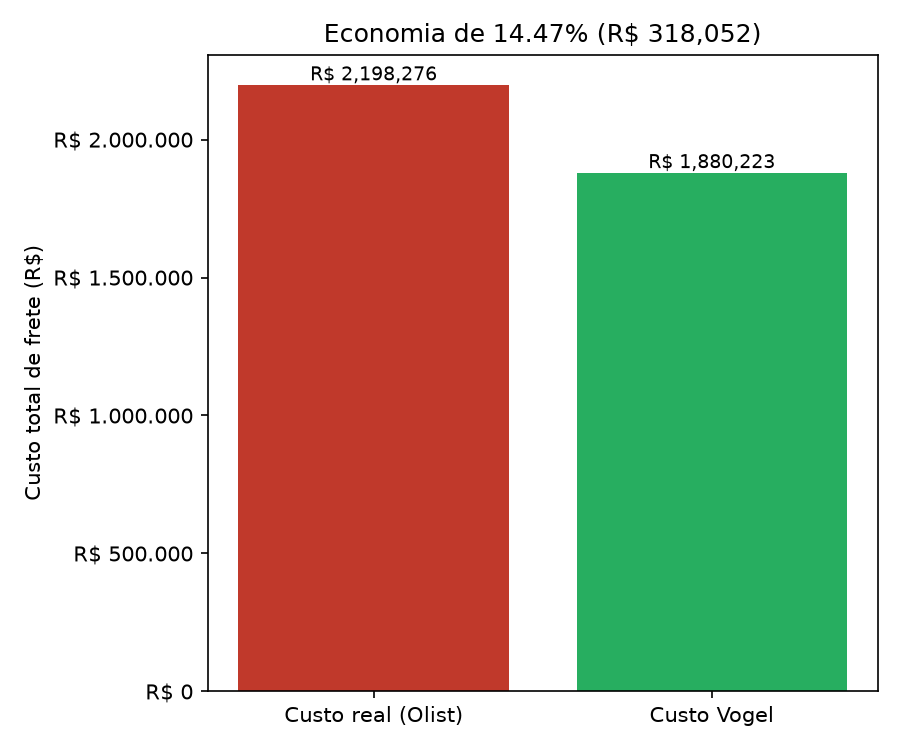 Economia de 14.47% (R$ 318,052)
R$ 2,198,276
R$ 1,880,223
Custo total de frete (R$)
R$ 2.000.000
R$ 1.500.000
R$ 1.000.000
R$ 500.000
R$ 0
Custo real (Olist)
Custo Vogel